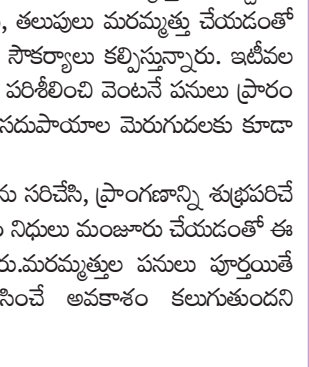 , తలుపులు మరమ్మత్తు చేయడంతో
సౌకర్యాలు కల్పిస్తున్నారు. ఇటీవల
పరిశీలించి వెంటనే పనులు ప్రారం
సదుపాయాల మెరుగుదలకు కూడా
ను సరిచేసి, ప్రాంగణాన్ని శుభ్రపరిచే
నిధులు మంజూరు చేయడంతో ఈ
రు.మరమ్మత్తుల పనులు పూర్తయితే
సించే అవకాశం కలుగుతుందని